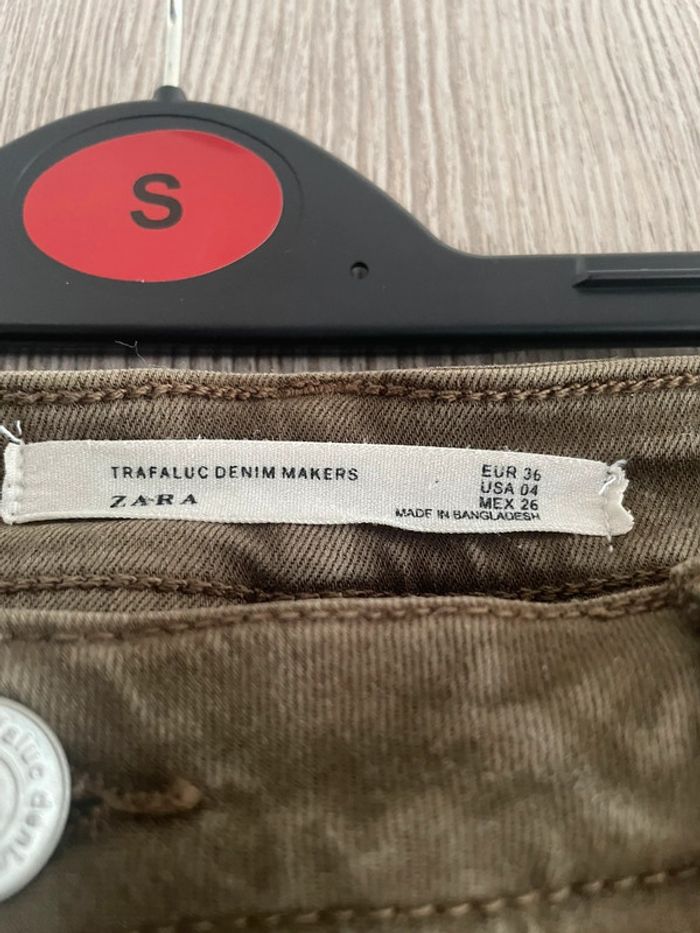 S
TRAFALUC DENIM MAKERS
ZARA
EUR 36
USA 04
MEX 26
MADE IN BANGLADESH